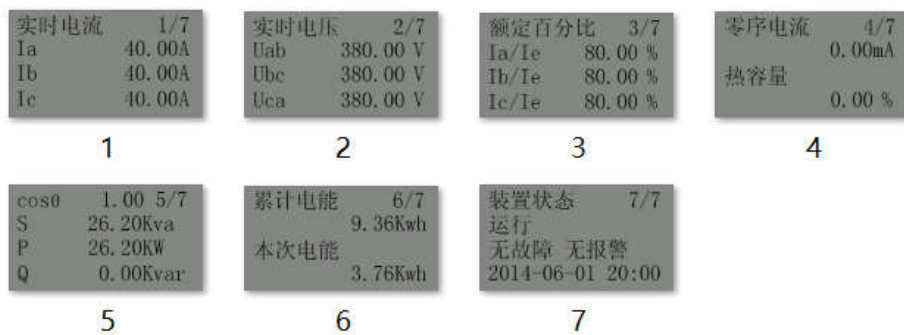 实时电流 1/7
Ia 40.00A
Ib 40.00A
Ic 40.00A
1
实时电压 2/7
Uab 380.00 V
Ubc 380.00 V
Uca 380.00 V
2
额定百分比 3/7
Ia/Ie 80.00 %
Ib/Ie 80.00 %
Ic/Ie 80.00 %
3
零序电流 4/7
0.00mA
热容量
0.00 %
4
cosθ 1.00 5/7
S 26.20Kva
P 26.20KW
Q 0.00Kvar
5
累计电能 6/7
9.36Kwh
本次电能
3.76Kwh
6
装置状态 7/7
运行
无故障 无报警
2014-06-01 20:00
7